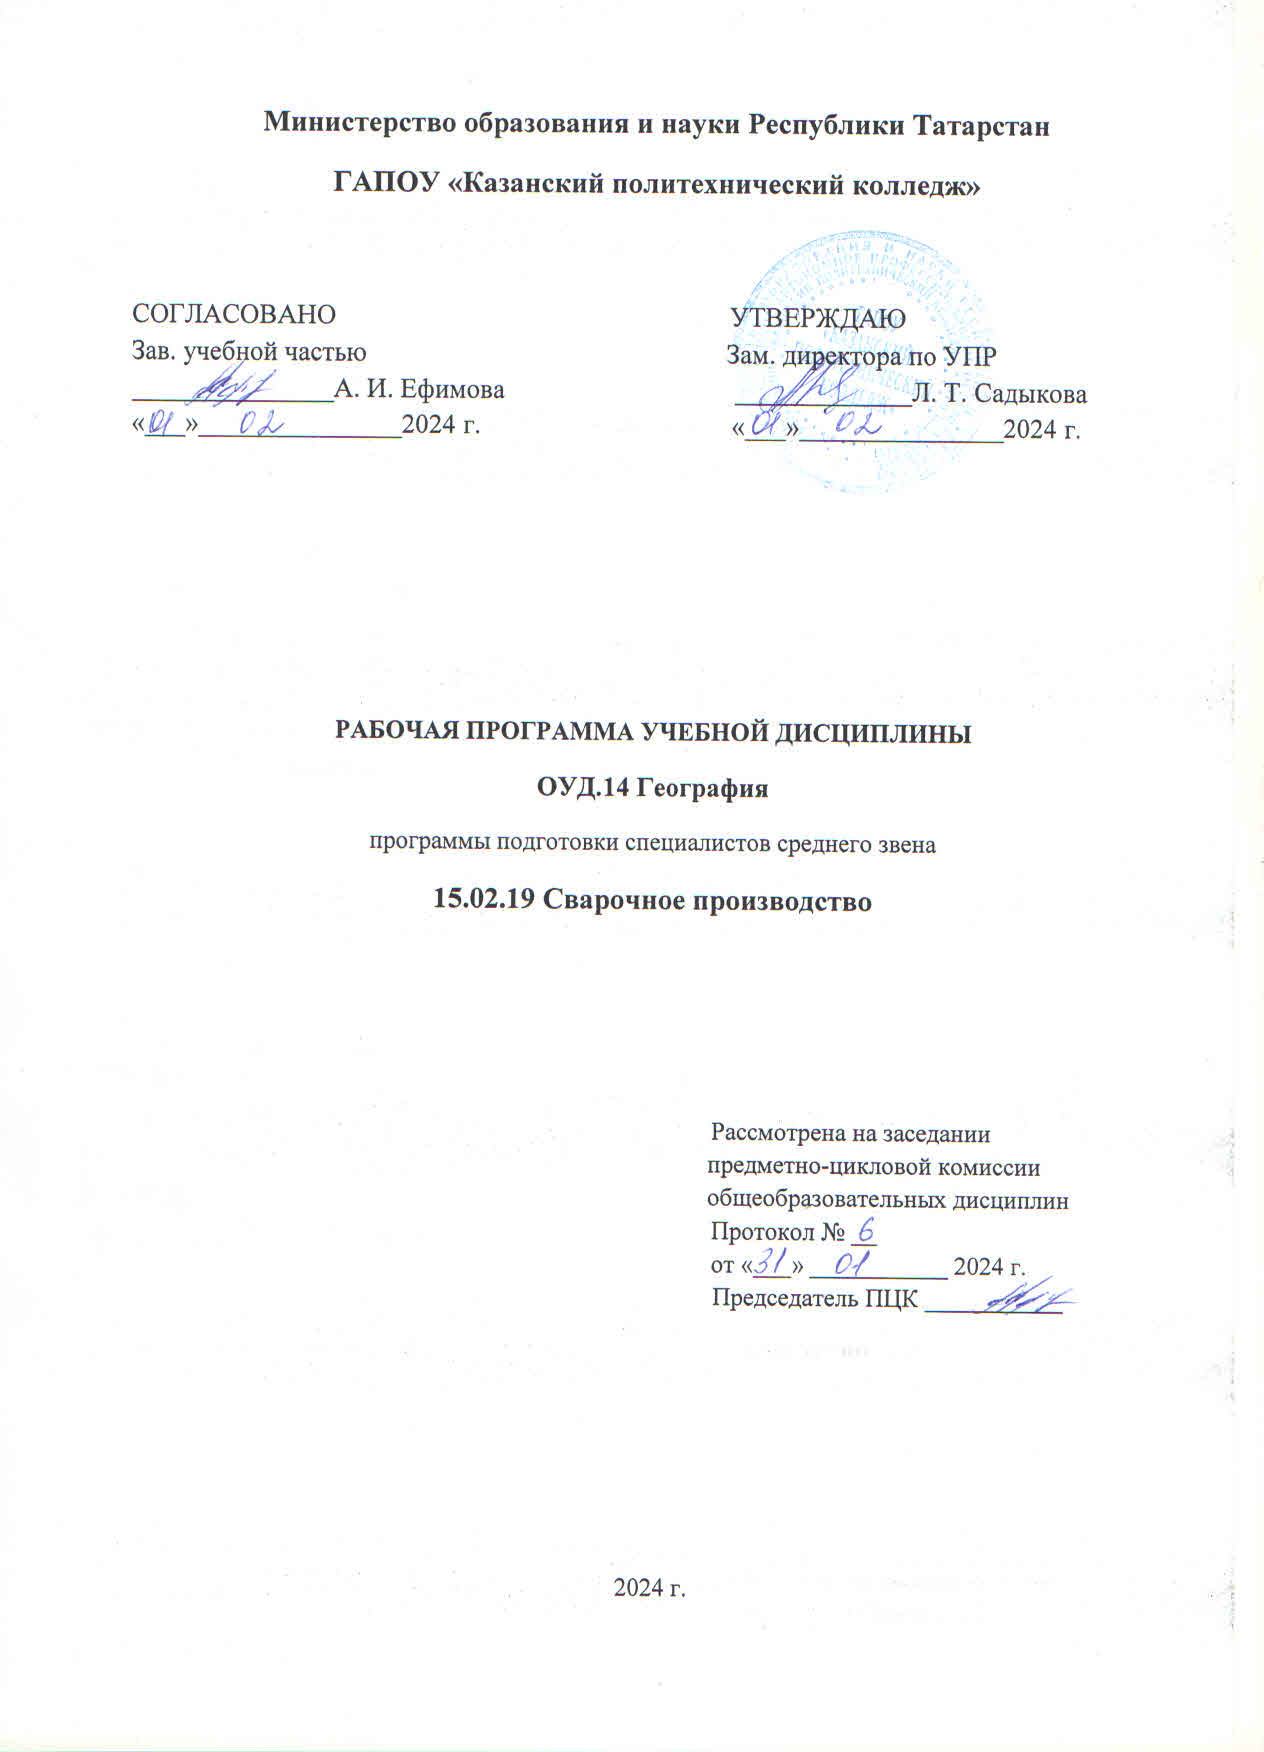 Министерство образования и науки Республики Татарстан
ГАПОУ «Казанский политехнический колледж»
СОГЛАСОВАНО
Зав. учебной частью
_______________А. И. Ефимова
«01»  02  2024 г.
УТВЕРЖДАЮ
Зам. директора по УПР
_____________Л. Т. Садыкова
«01»  02  2024 г.
РАБОЧАЯ ПРОГРАММА УЧЕБНОЙ ДИСЦИПЛИНЫ
ОУД.14 География
программы подготовки специалистов среднего звена
15.02.19 Сварочное производство
Рассмотрена на заседании
предметно-цикловой комиссии
общеобразовательных дисциплин
Протокол № 6
от «31» 01 2024 г.
Председатель ПЦК __________
2024 г.